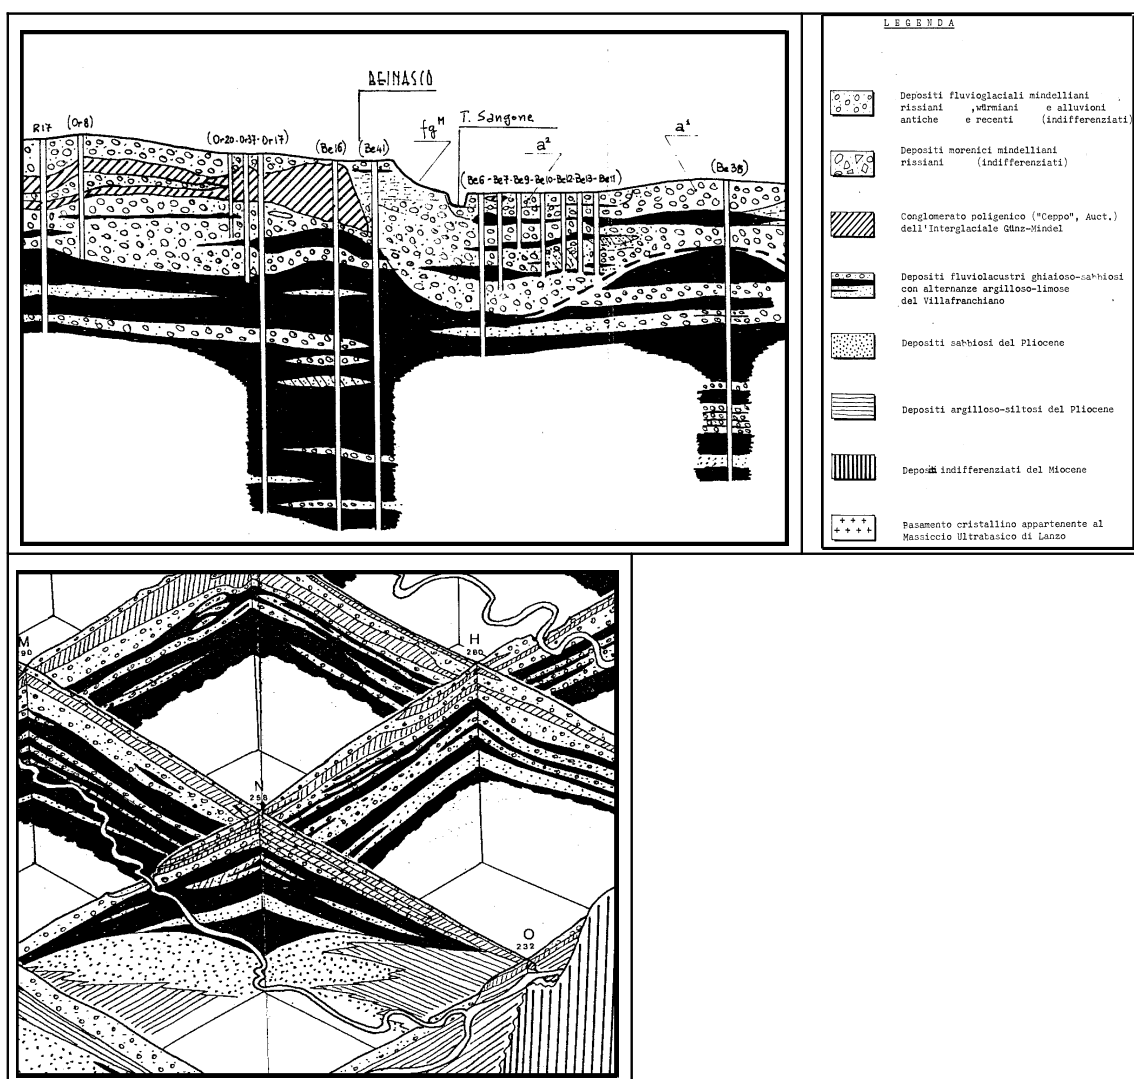 BEINASCO
fg M
T. Sangone
a²
a¹
R17
(Or8)
(Or20-Or37-Or17)
(Be16)
(Be41)
(Be6-Be7-Be9-Be10-Be12-Be13-Be11)
(Be38)
LEGENDA
Depositi fluvioglaciali mindelliani
rissiani ,würmiani e alluvioni
antiche e recenti (indifferenziati)
Depositi morenici mindelliani
rissiani (indifferenziati)
Conglomerato poligenico ("Ceppo", Auct.)
dell'Interglaciale Günz-Mindel
Depositi fluviolacustri ghiaioso-sabbiosi
con alternanze argilloso-limose
del Villafranchiano
Depositi sabbiosi del Pliocene
Depositi argilloso-siltosi del Pliocene
Depositi indifferenziati del Miocene
Basamento cristallino appartenente al
Massiccio Ultrabasico di Lanzo
M
290
H
280
N
258
O
232